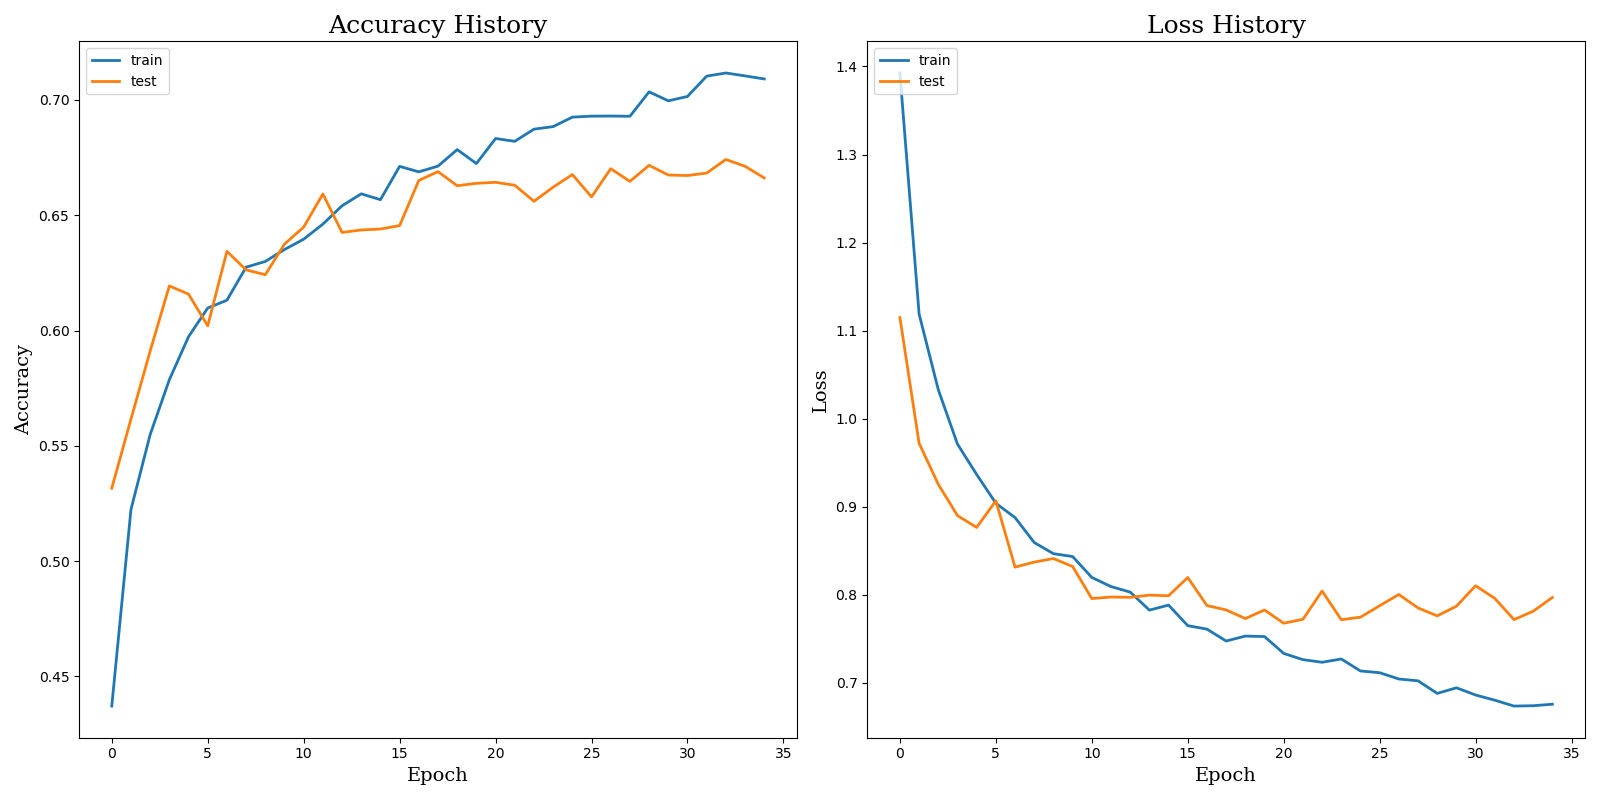 Accuracy History
train
test
0.70
0.65
0.60
0.55
0.50
0.45
Accuracy
0 5 10 15 20 25 30 35
Epoch
Loss History
train
test
1.4
1.3
1.2
1.1
1.0
0.9
0.8
0.7
Loss
0 5 10 15 20 25 30 35
Epoch